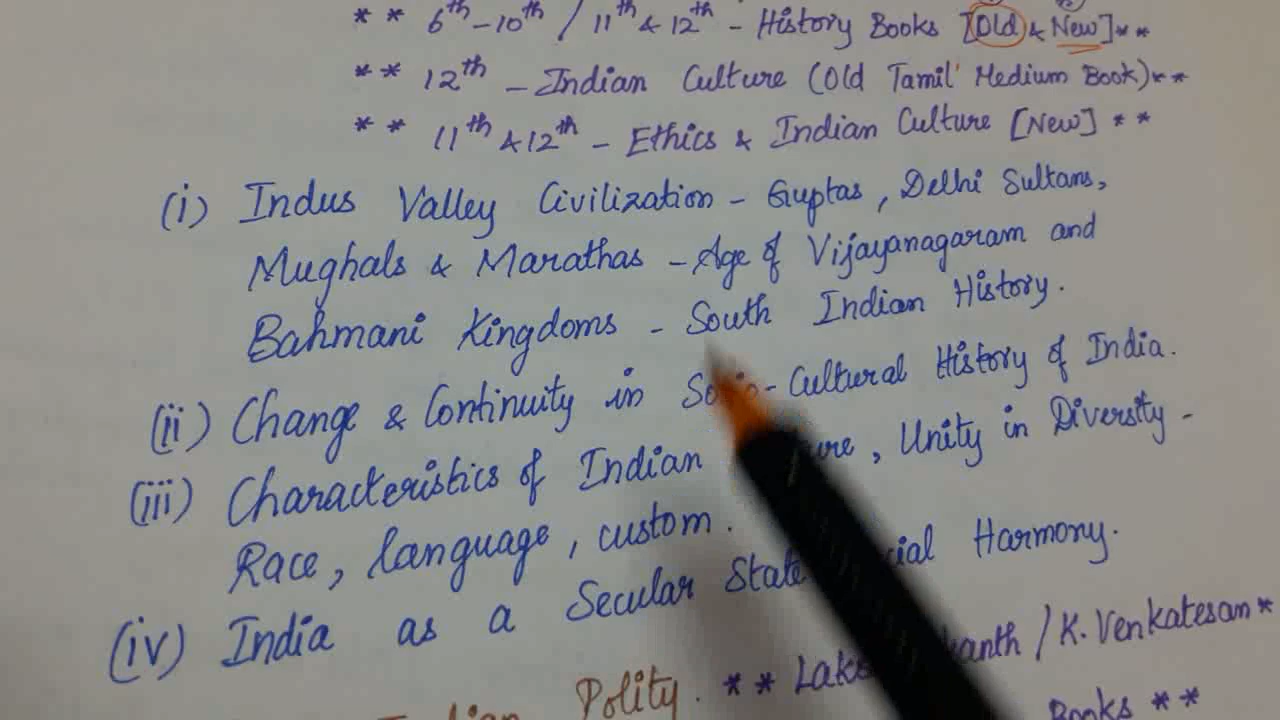 ** 6th-10th / 11th & 12th - History Books [Old & New]**
** 12th - Indian Culture (Old Tamil Medium Book)**
** 11th & 12th - Ethics & Indian Culture [New] **
(i) Indus Valley Civilization - Guptas, Delhi Sultans,
Mughals & Marathas - Age of Vijayanagaram and
Bahmani Kingdoms - South Indian History.
(ii) Change & Continuity in Socio-Cultural History of India.
(iii) Characteristics of Indian , Unity in Diversity -
Race, language, custom.
(iv) India as a Secular State Harmony.
Polity. ** / K. Venkatesan *
Books **